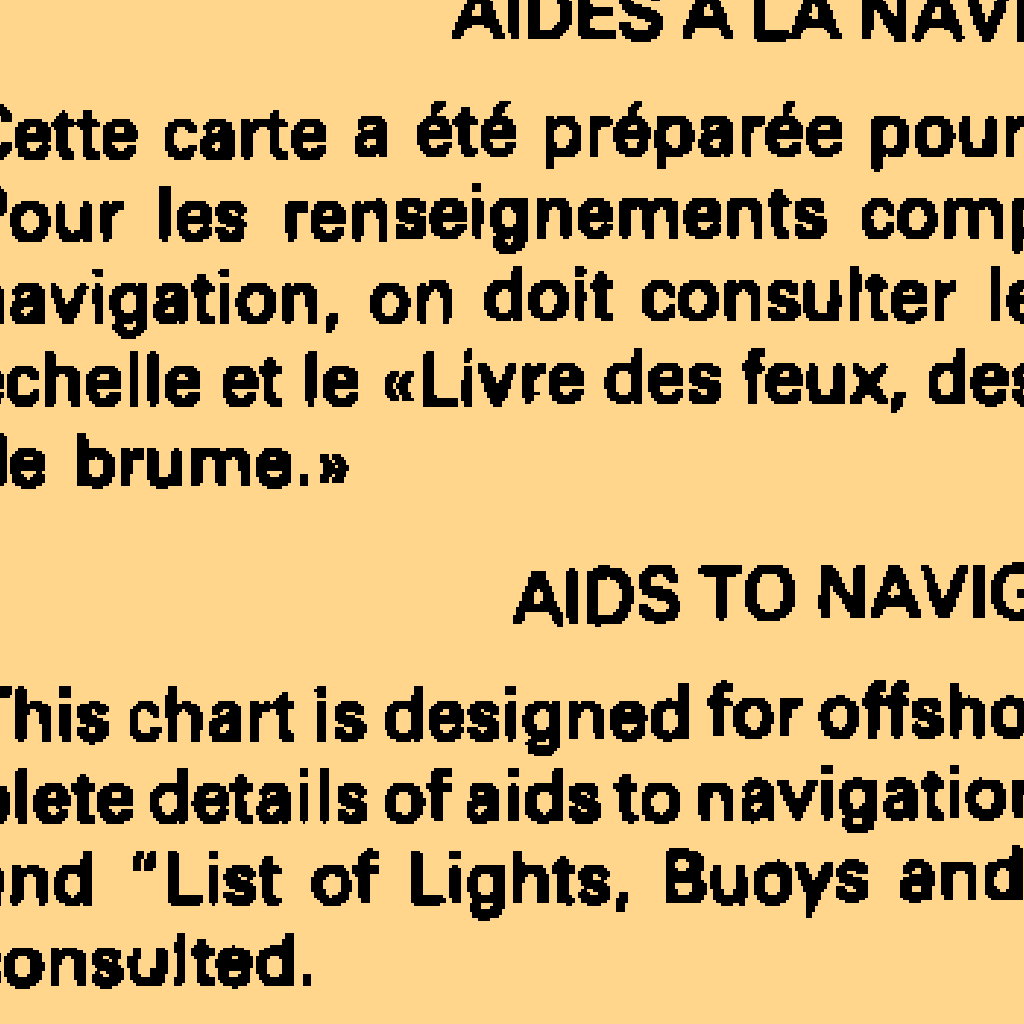 AIDES À LA NAVI
Cette carte a été préparée pour
Pour les renseignements comp
navigation, on doit consulter le
échelle et le «Livre des feux, des
de brume.»
AIDS TO NAVIG
This chart is designed for offsho
plete details of aids to navigation
and "List of Lights, Buoys and
consulted.